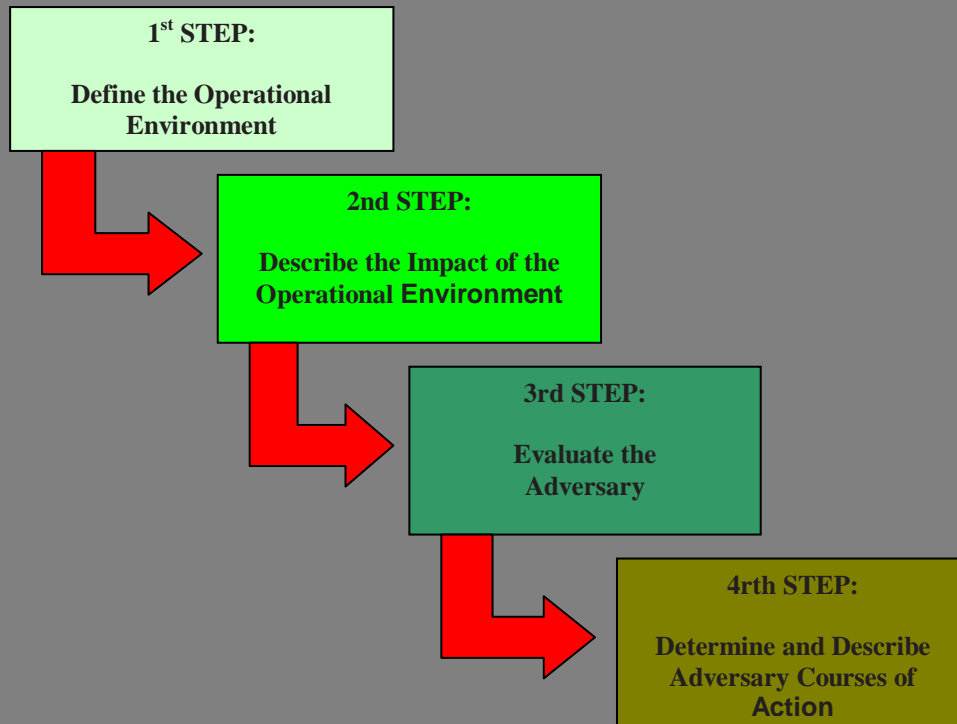 1st STEP:
Define the Operational
Environment
2nd STEP:
Describe the Impact of the
Operational Environment
3rd STEP:
Evaluate the
Adversary
4rth STEP:
Determine and Describe
Adversary Courses of
Action